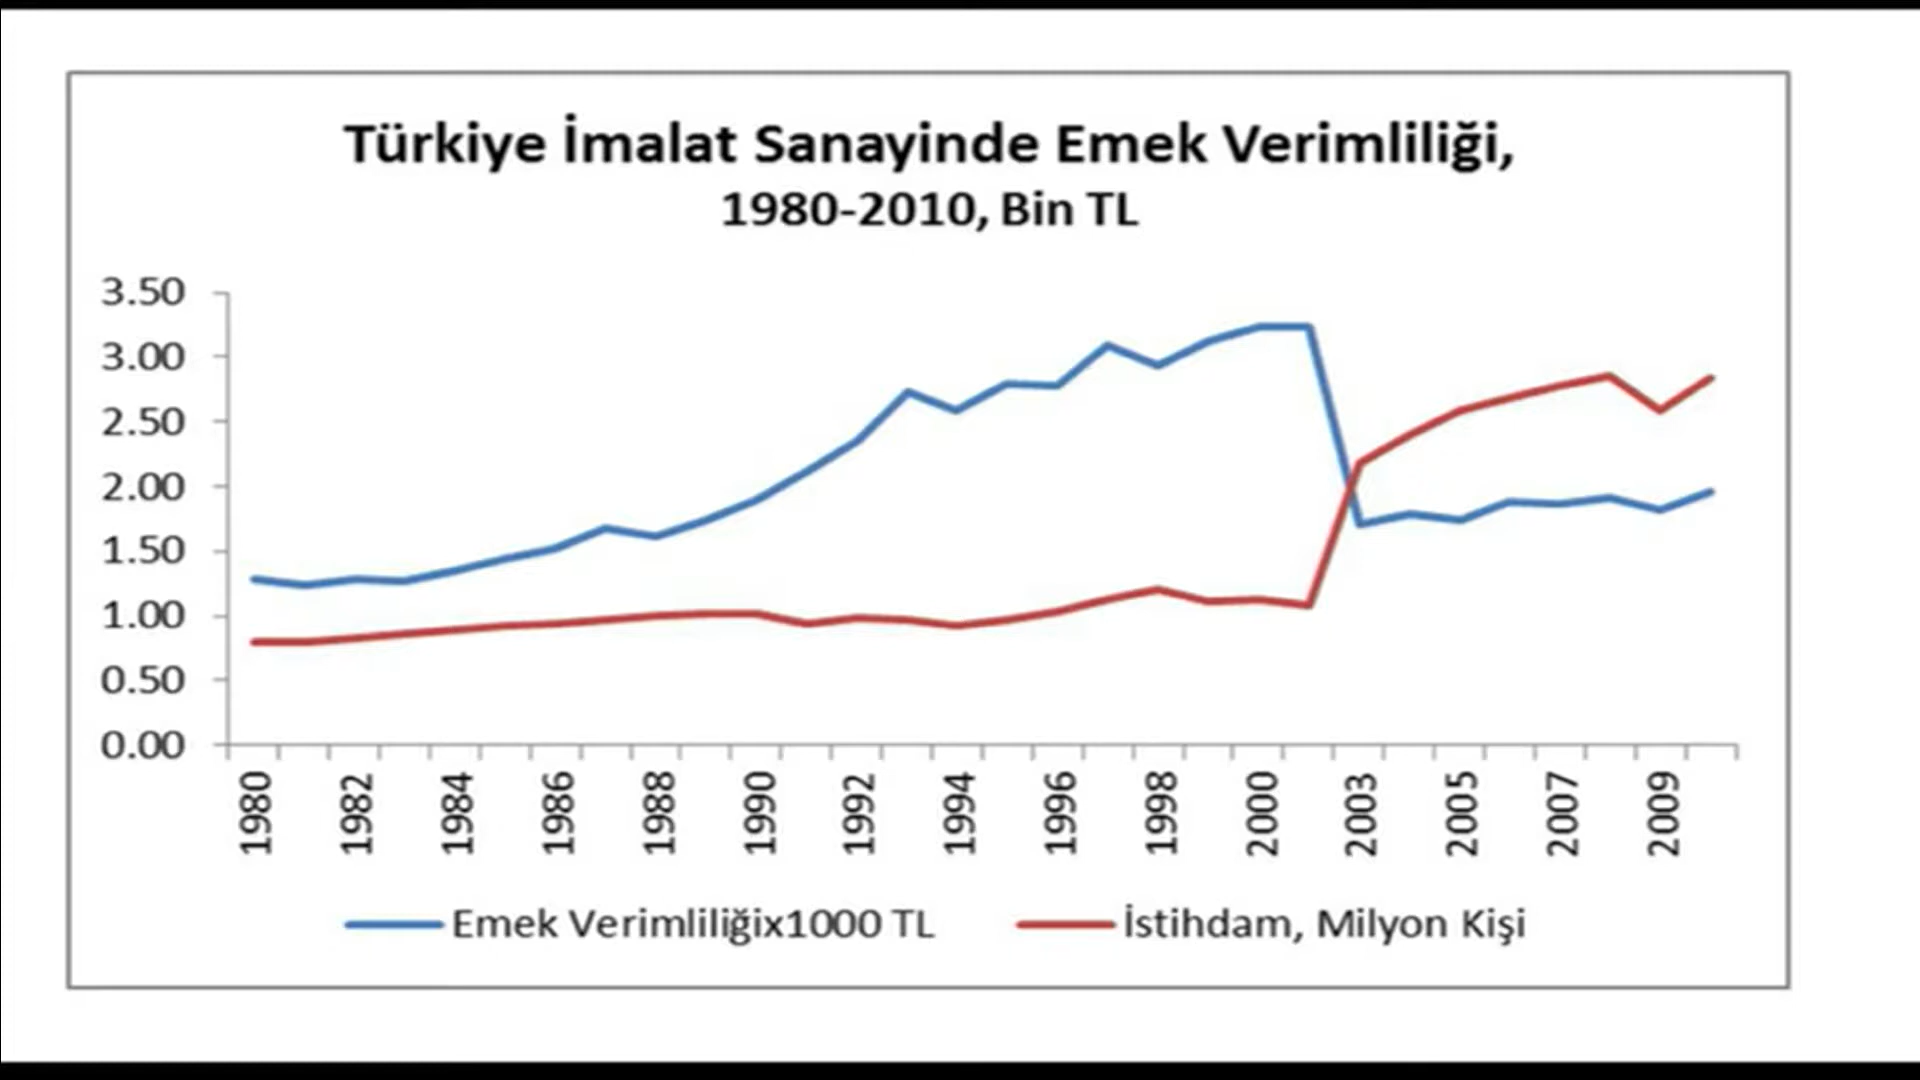 Türkiye İmalat Sanayinde Emek Verimliliği,
1980-2010, Bin TL
3.50
3.00
2.50
2.00
1.50
1.00
0.50
0.00
1980 1982 1984 1986 1988 1990 1992 1994 1996 1998 2000 2003 2005 2007 2009
Emek Verimliliğix1000 TL İstihdam, Milyon Kişi